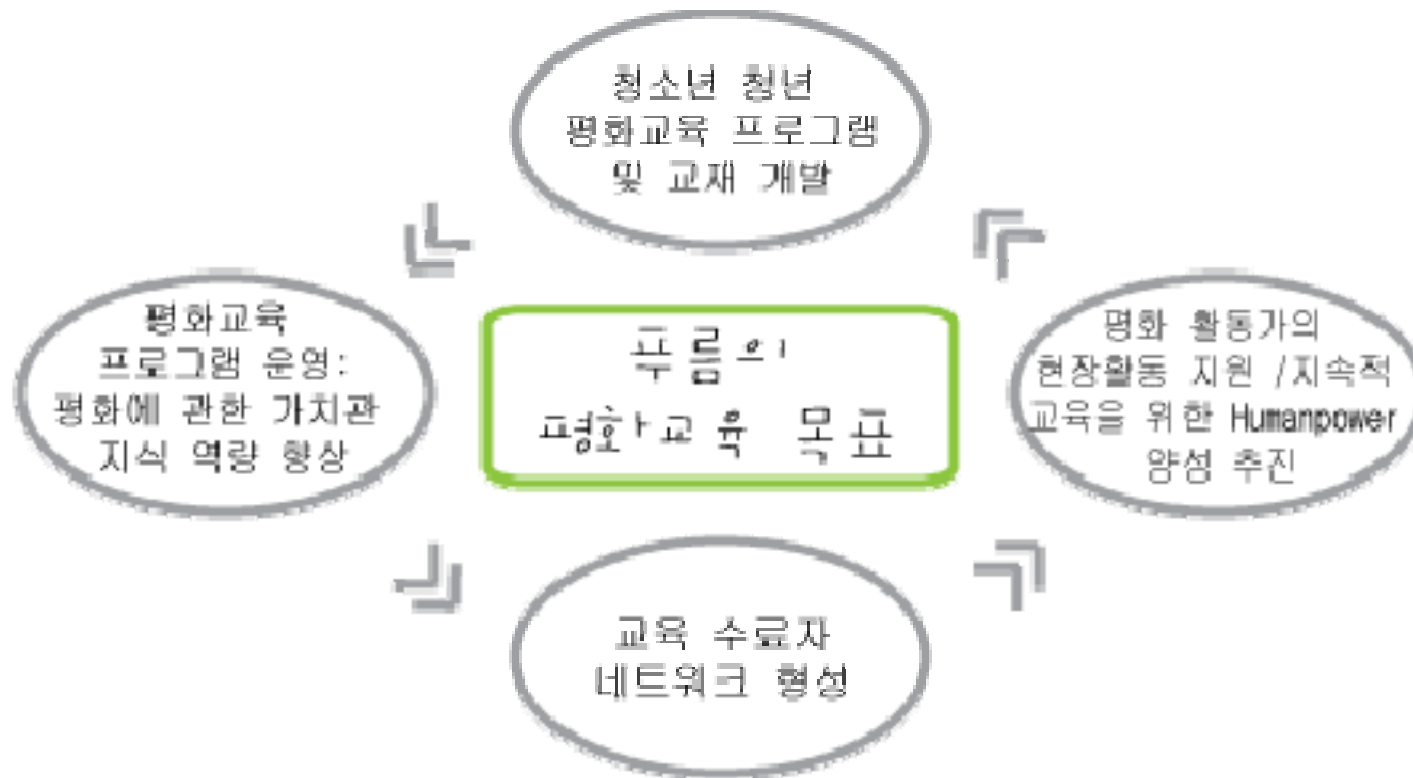 청소년 청년
평화교육 프로그램
및 교재 개발
평화교육
프로그램 운영:
평화에 관한 가치관
지식 역량 향상
푸름의
평화교육 목표
평화 활동가의
현장활동 지원 /지속적
교육을 위한 Humanpower
양성 추진
교육 수료자
네트워크 형성